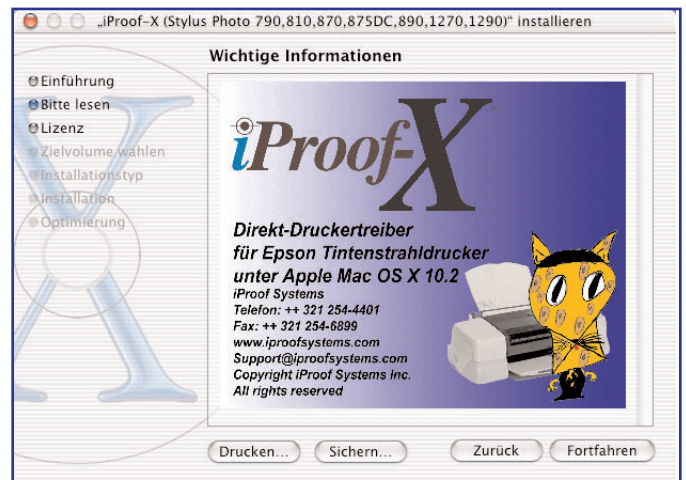 „iProof-X (Stylus Photo 790,810,870,875DC,890,1270,1290)“ installieren
Wichtige Informationen
Einführung
Bitte lesen
Lizenz
Zielvolume wählen
Installationstyp
Installation
Optimierung
iProof-X
Direkt-Druckertreiber
für Epson Tintenstrahldrucker
unter Apple Mac OS X 10.2
iProof Systems
Telefon: ++ 321 254-4401
Fax: ++ 321 254-6899
www.iproofsystems.com
Support@iproofsystems.com
Copyright iProof Systems Inc.
All rights reserved
Drucken... Sichern... Zurück Fortfahren